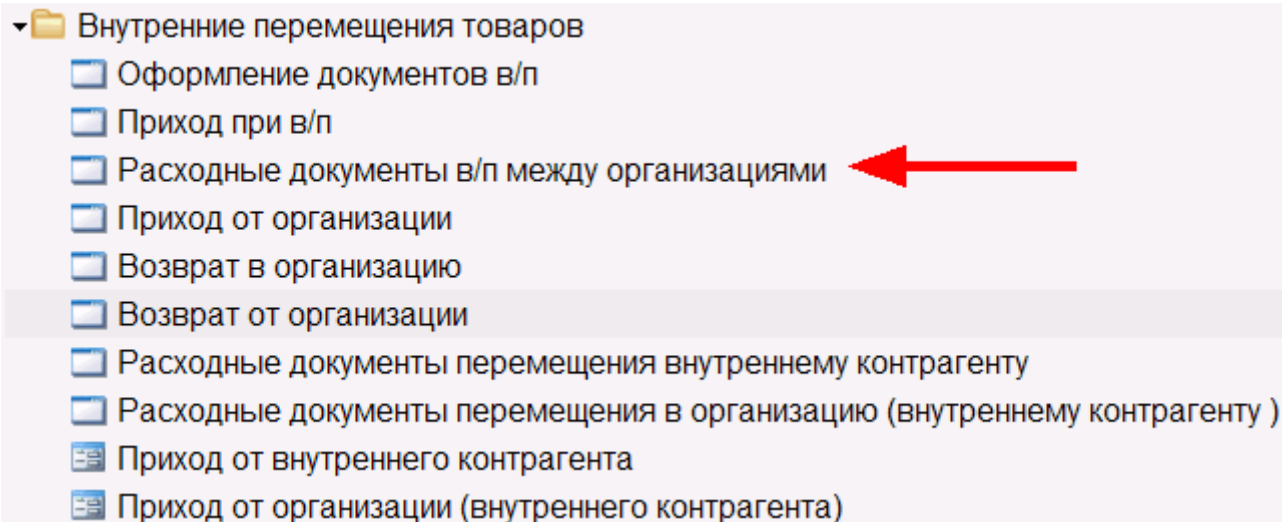 Внутренние перемещения товаров
Оформление документов в/п
Приход при в/п
Расходные документы в/п между организациями
Приход от организации
Возврат в организацию
Возврат от организации
Расходные документы перемещения внутреннему контрагенту
Расходные документы перемещения в организацию (внутреннему контрагенту )
Приход от внутреннего контрагента
Приход от организации (внутреннего контрагента)